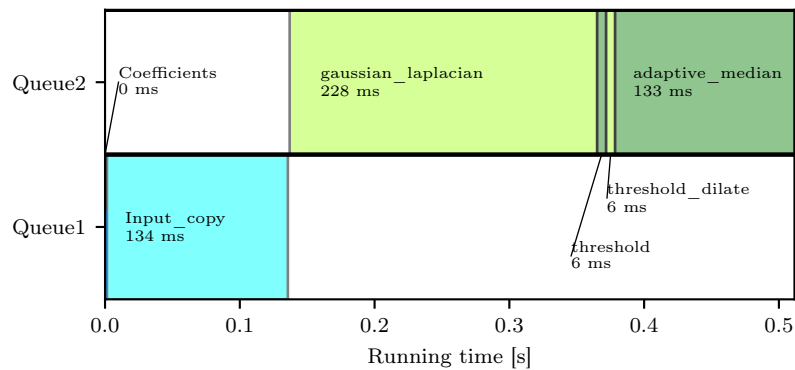 Queue2
Coefficients
0 ms
gaussian_laplacian
228 ms
adaptive_median
133 ms
Queue1
Input_copy
134 ms
threshold_dilate
6 ms
threshold
6 ms
0.0 0.1 0.2 0.3 0.4 0.5
Running time [s]